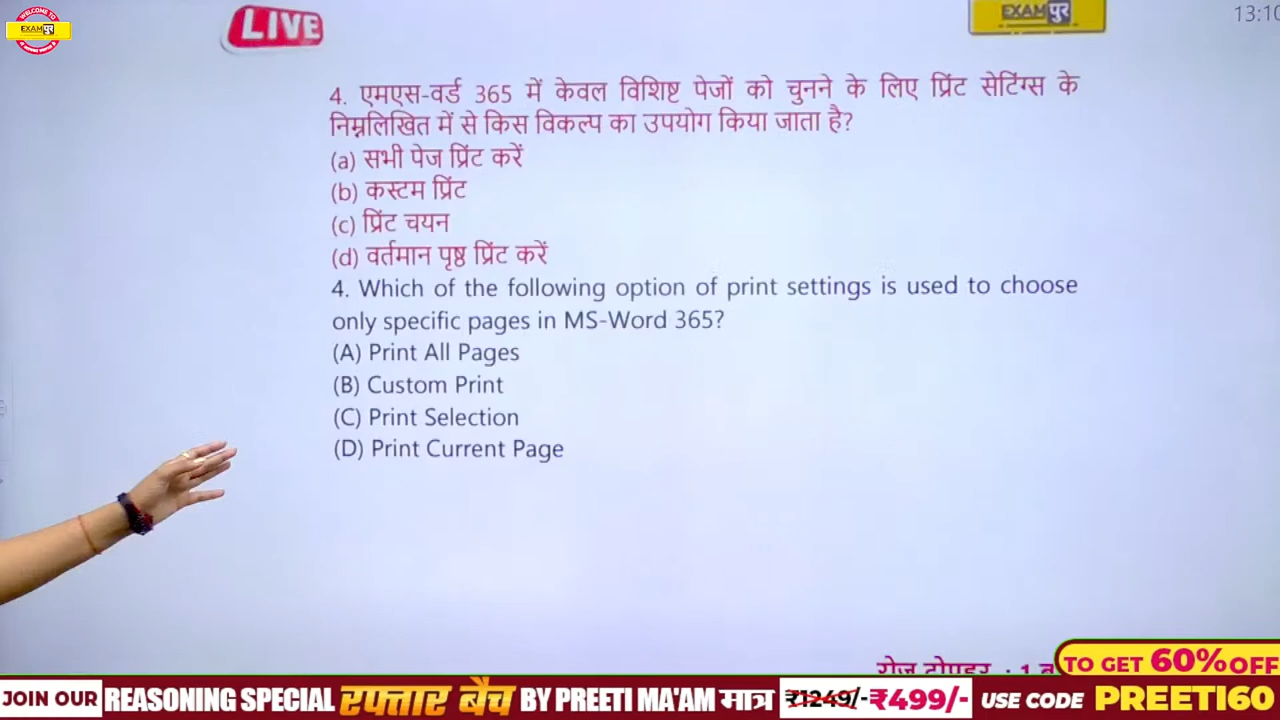 WELCOME TO
EXAMपुर
LIVE
EXAMपुर
13:10
4. एमएस-वर्ड 365 में केवल विशिष्ट पेजों को चुनने के लिए प्रिंट सेटिंग्स के
निम्नलिखित में से किस विकल्प का उपयोग किया जाता है?
(a) सभी पेज प्रिंट करें
(b) कस्टम प्रिंट
(c) प्रिंट चयन
(d) वर्तमान पृष्ठ प्रिंट करें
4. Which of the following option of print settings is used to choose
only specific pages in MS-Word 365?
(A) Print All Pages
(B) Custom Print
(C) Print Selection
(D) Print Current Page
TO GET 60% OFF
JOIN OUR REASONING SPECIAL रफ्तार बैच BY PREETI MA'AM मात्र ₹1249/- ₹499/- USE CODE PREETI60